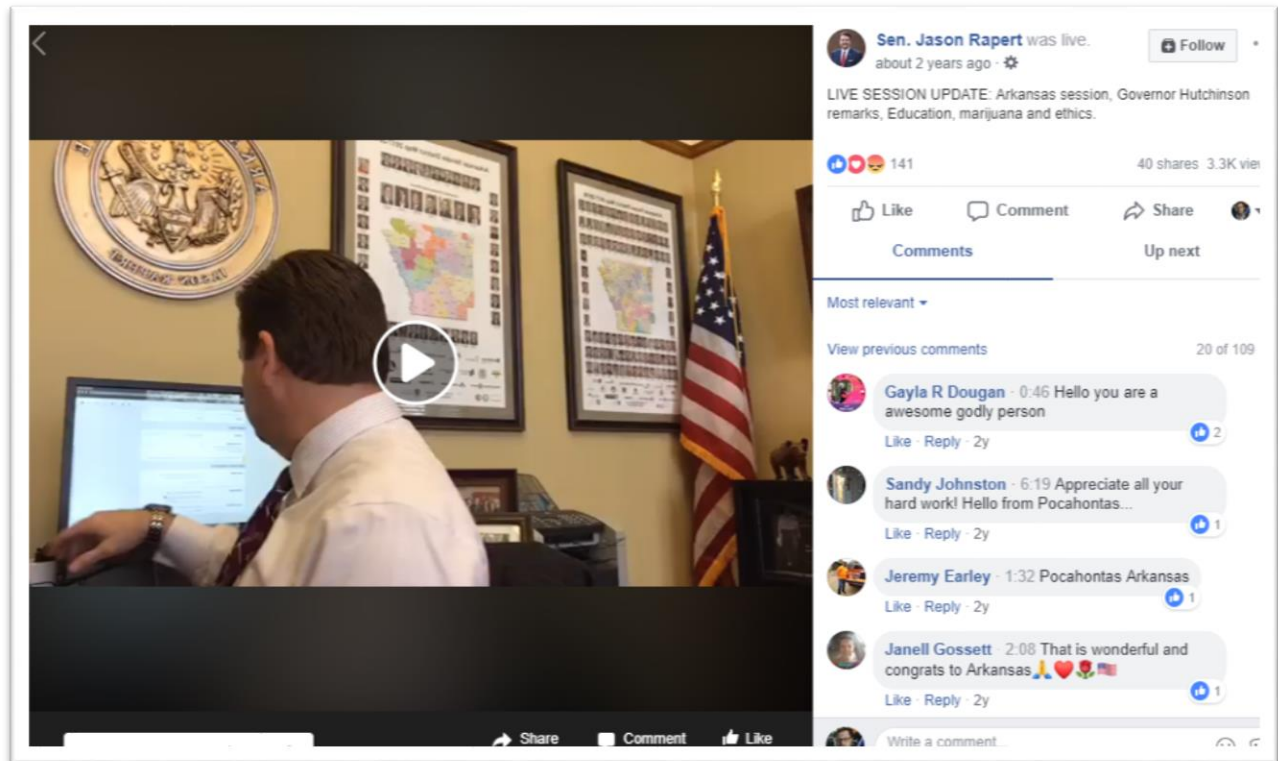 Sen. Jason Rapert was live.
Follow
about 2 years ago ·
LIVE SESSION UPDATE: Arkansas session, Governor Hutchinson
remarks, Education, marijuana and ethics.
141
40 shares 3.3K vie
Like Comment Share
Comments Up next
Most relevant
View previous comments 20 of 109
Gayla R Dougan · 0:46 Hello you are a
awesome godly person
2
Like · Reply · 2y
Sandy Johnston · 6:19 Appreciate all your
hard work! Hello from Pocahontas...
1
Like · Reply · 2y
Jeremy Earley · 1:32 Pocahontas Arkansas
1
Like · Reply · 2y
Janell Gossett · 2:08 That is wonderful and
congrats to Arkansas🙏❤️🌹🇺🇸
1
Like · Reply · 2y
Write a comment...
Share Comment Like